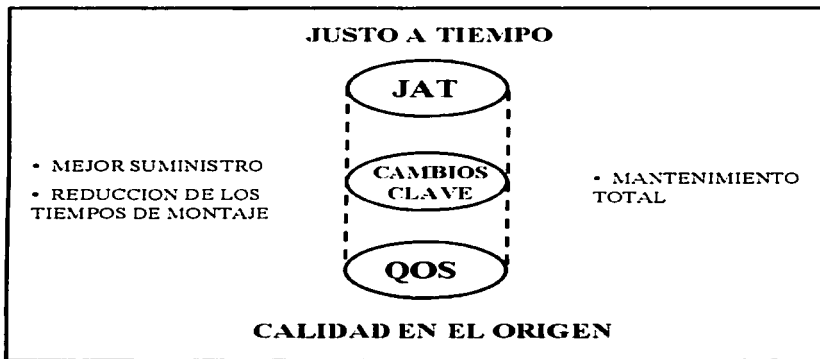 JUSTO A TIEMPO
JAT
• MEJOR SUMINISTRO
• REDUCCION DE LOS
TIEMPOS DE MONTAJE
CAMBIOS
CLAVE
• MANTENIMIENTO
TOTAL
QOS
CALIDAD EN EL ORIGEN